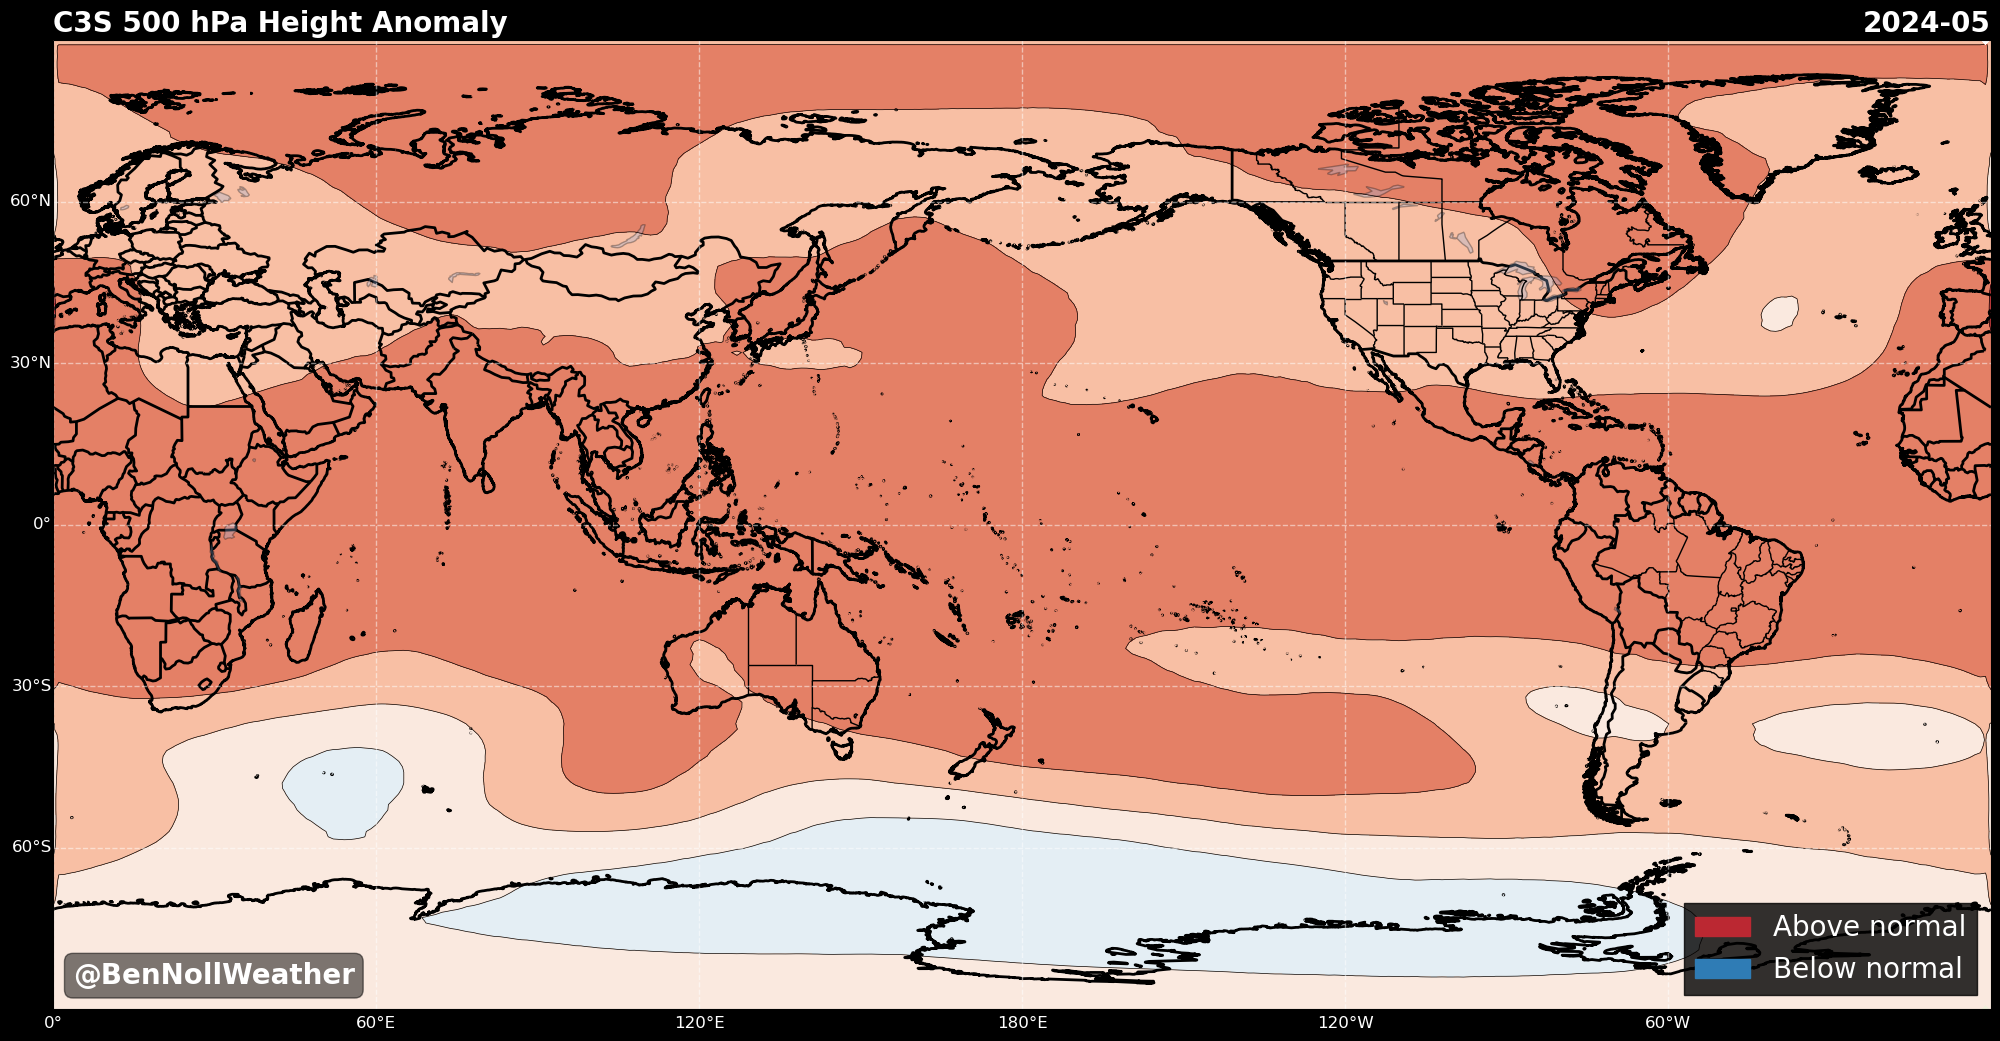 C3S 500 hPa Height Anomaly
2024-05
60°N
30°N
0°
30°S
60°S
0°
60°E
120°E
180°E
120°W
60°W
Above normal
Below normal
@BenNollWeather